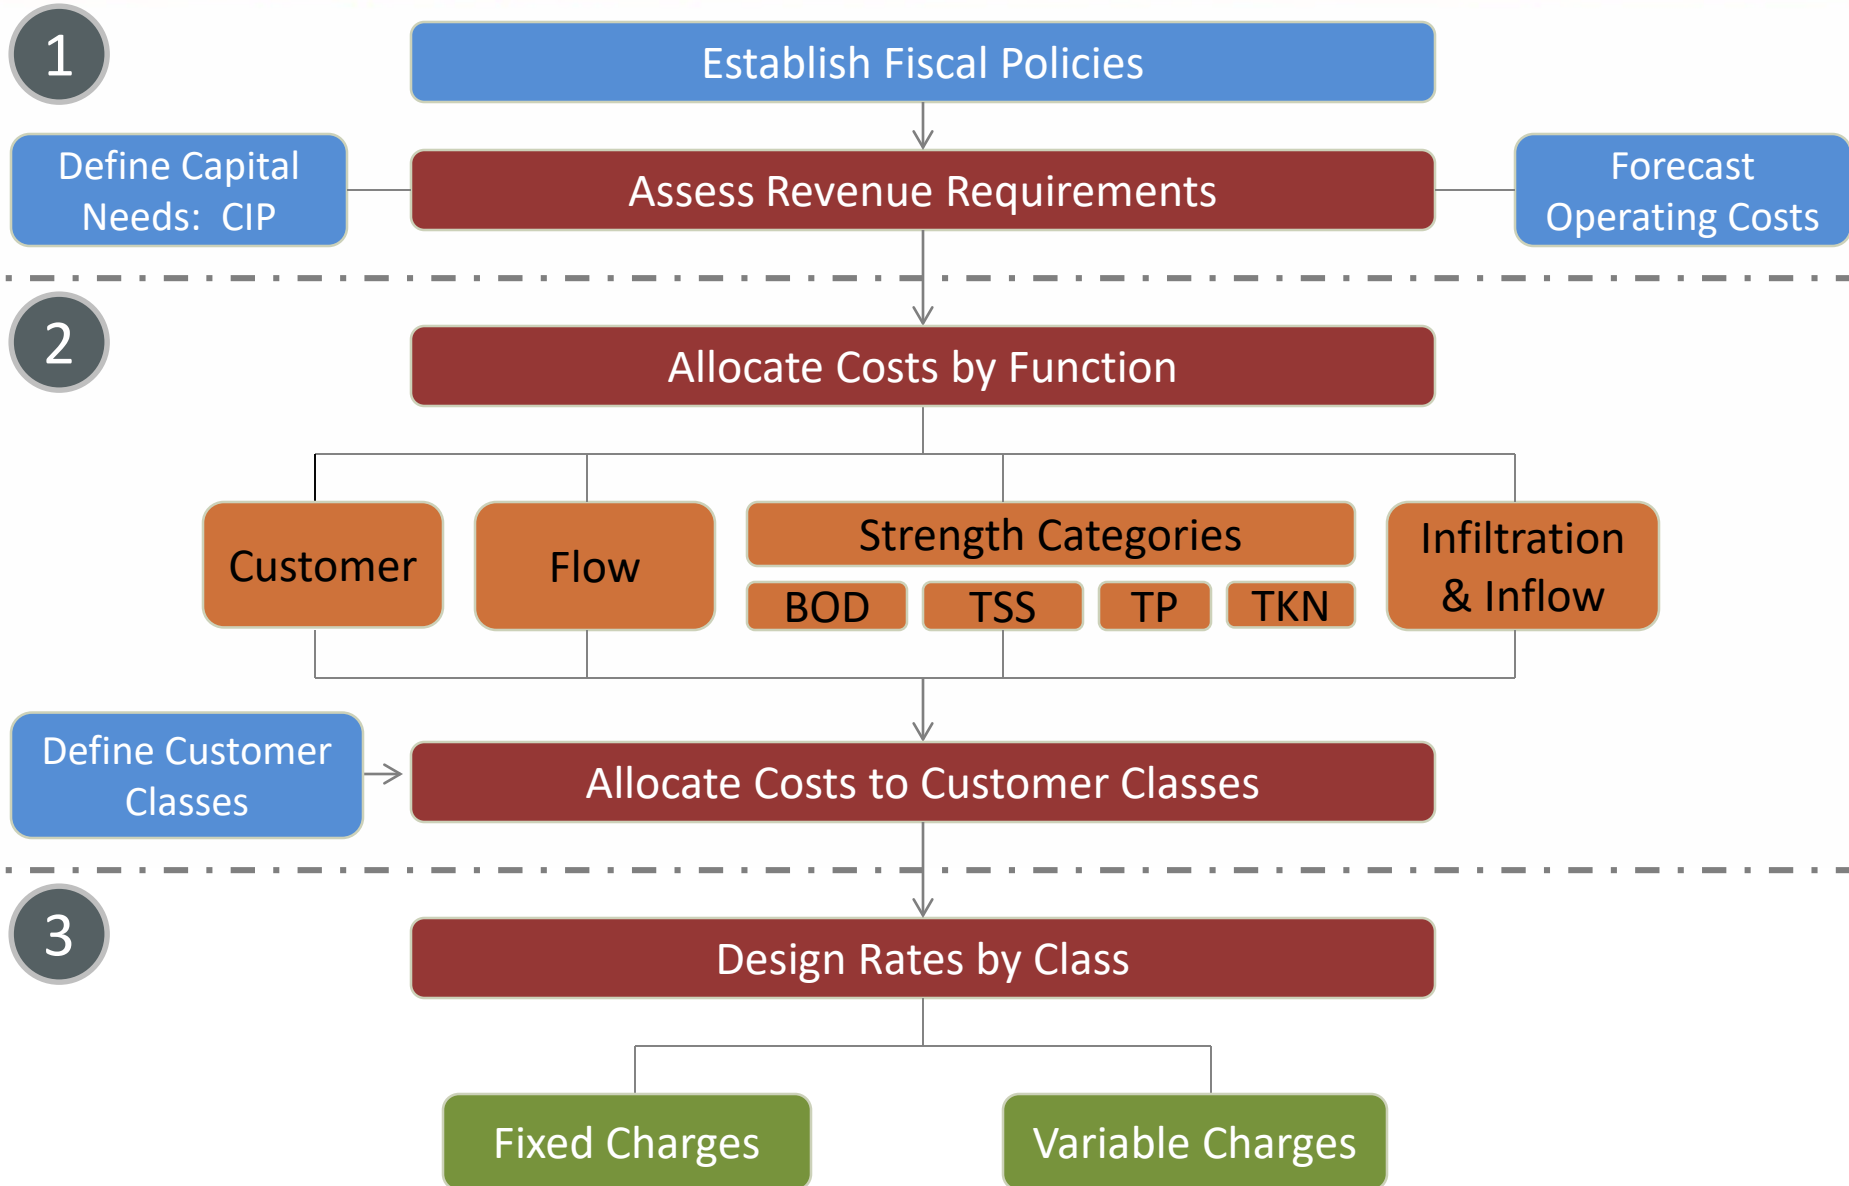 1
Establish Fiscal Policies
Define Capital
Needs: CIP
Assess Revenue Requirements
Forecast
Operating Costs
2
Allocate Costs by Function
Customer
Flow
Strength Categories
BOD
TSS
TP
TKN
Infiltration
& Inflow
Define Customer
Classes
Allocate Costs to Customer Classes
3
Design Rates by Class
Fixed Charges
Variable Charges